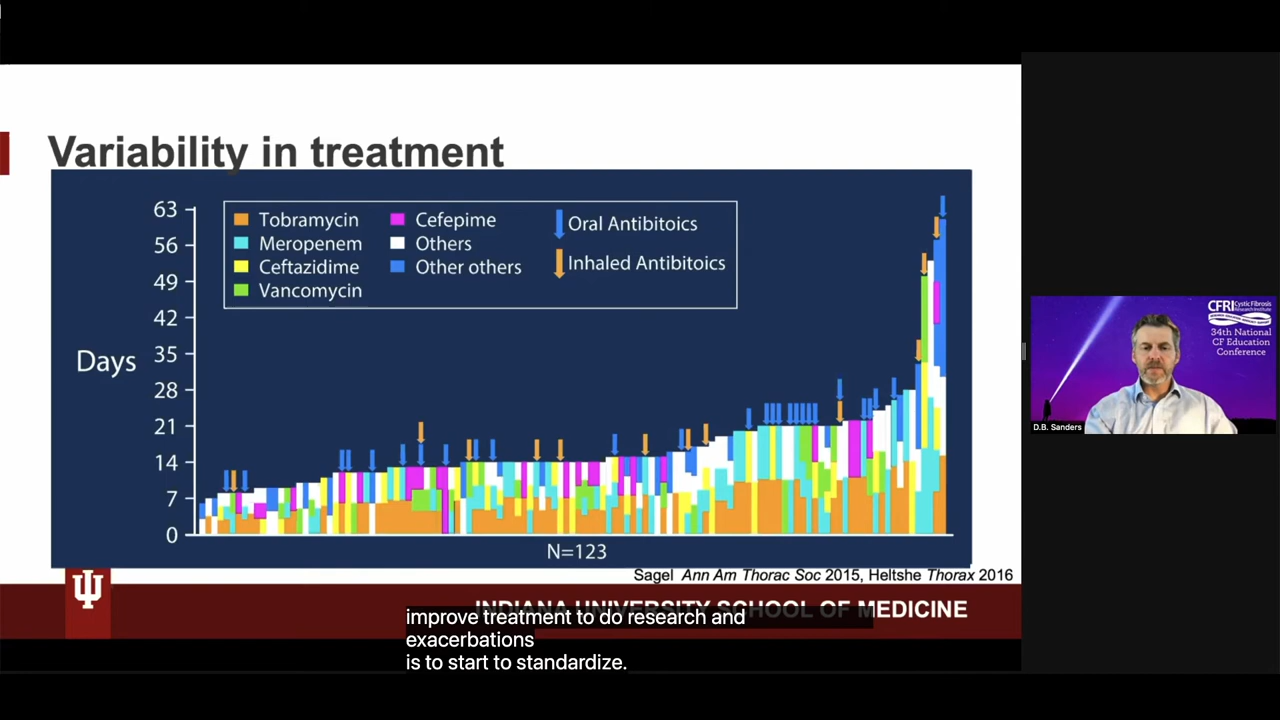 Variability in treatment
63
56
49
42
35
28
21
14
7
0
Days
Tobramycin
Meropenem
Ceftazidime
Vancomycin
Cefepime
Others
Other others
Oral Antibitoics
Inhaled Antibitoics
N=123
Sagel Ann Am Thorac Soc 2015, Heltshe Thorax 2016
INDIANA UNIVERSITY SCHOOL OF MEDICINE
improve treatment to do research and
exacerbations
is to start to standardize.
CFRI Cystic Fibrosis
Research Institute
34th National
CF Education
Conference
D.B. Sanders